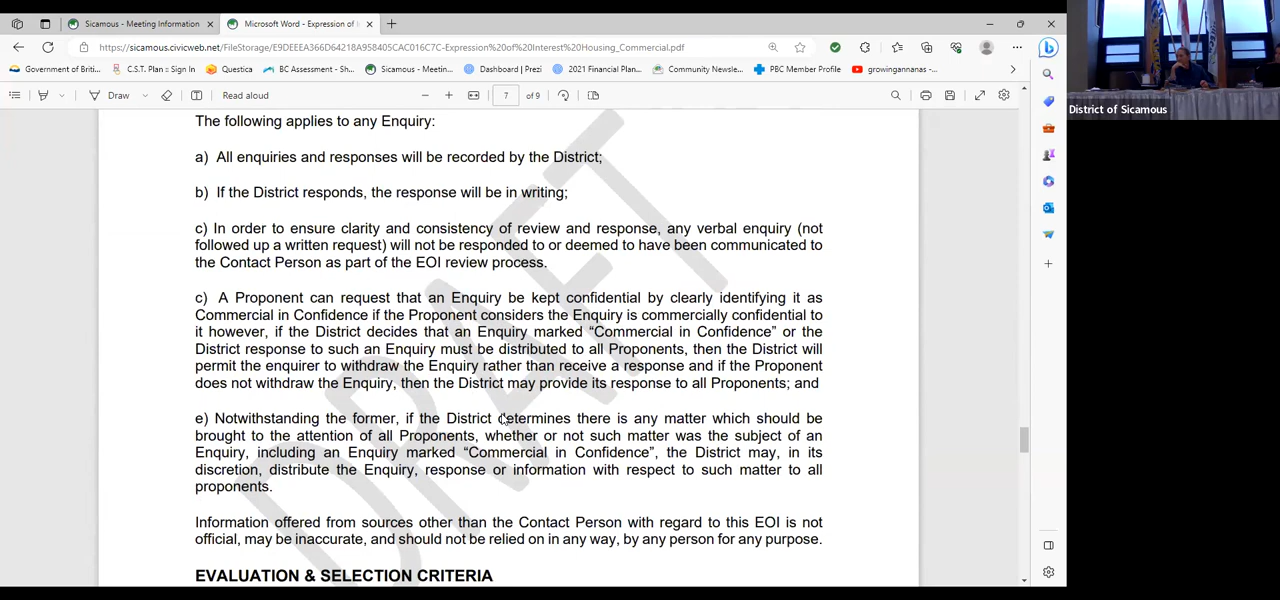 Sicamous - Meeting Information
Microsoft Word - Expression of I
https://sicamous.civicweb.net/FileStorage/E9DEEEA366D64218A958405CAC016C7C-Expression%20of%20Interest%20Housing_Commercial.pdf
Government of Briti...
C.S.T. Plan :: Sign In
Questica
BC Assessment - Sh...
Sicamous - Meetin...
Dashboard | Prezi
2021 Financial Plan...
Community Newsle...
PBC Member Profile
growingannanas -...
Draw
Read aloud
7 of 9
District of Sicamous
DRAFT
The following applies to any Enquiry:
a) All enquiries and responses will be recorded by the District;
b) If the District responds, the response will be in writing;
c) In order to ensure clarity and consistency of review and response, any verbal enquiry (not
followed up a written request) will not be responded to or deemed to have been communicated to
the Contact Person as part of the EOI review process.
c) A Proponent can request that an Enquiry be kept confidential by clearly identifying it as
Commercial in Confidence if the Proponent considers the Enquiry is commercially confidential to
it however, if the District decides that an Enquiry marked “Commercial in Confidence” or the
District response to such an Enquiry must be distributed to all Proponents, then the District will
permit the enquirer to withdraw the Enquiry rather than receive a response and if the Proponent
does not withdraw the Enquiry, then the District may provide its response to all Proponents; and
e) Notwithstanding the former, if the District determines there is any matter which should be
brought to the attention of all Proponents, whether or not such matter was the subject of an
Enquiry, including an Enquiry marked “Commercial in Confidence”, the District may, in its
discretion, distribute the Enquiry, response or information with respect to such matter to all
proponents.
Information offered from sources other than the Contact Person with regard to this EOI is not
official, may be inaccurate, and should not be relied on in any way, by any person for any purpose.
EVALUATION & SELECTION CRITERIA